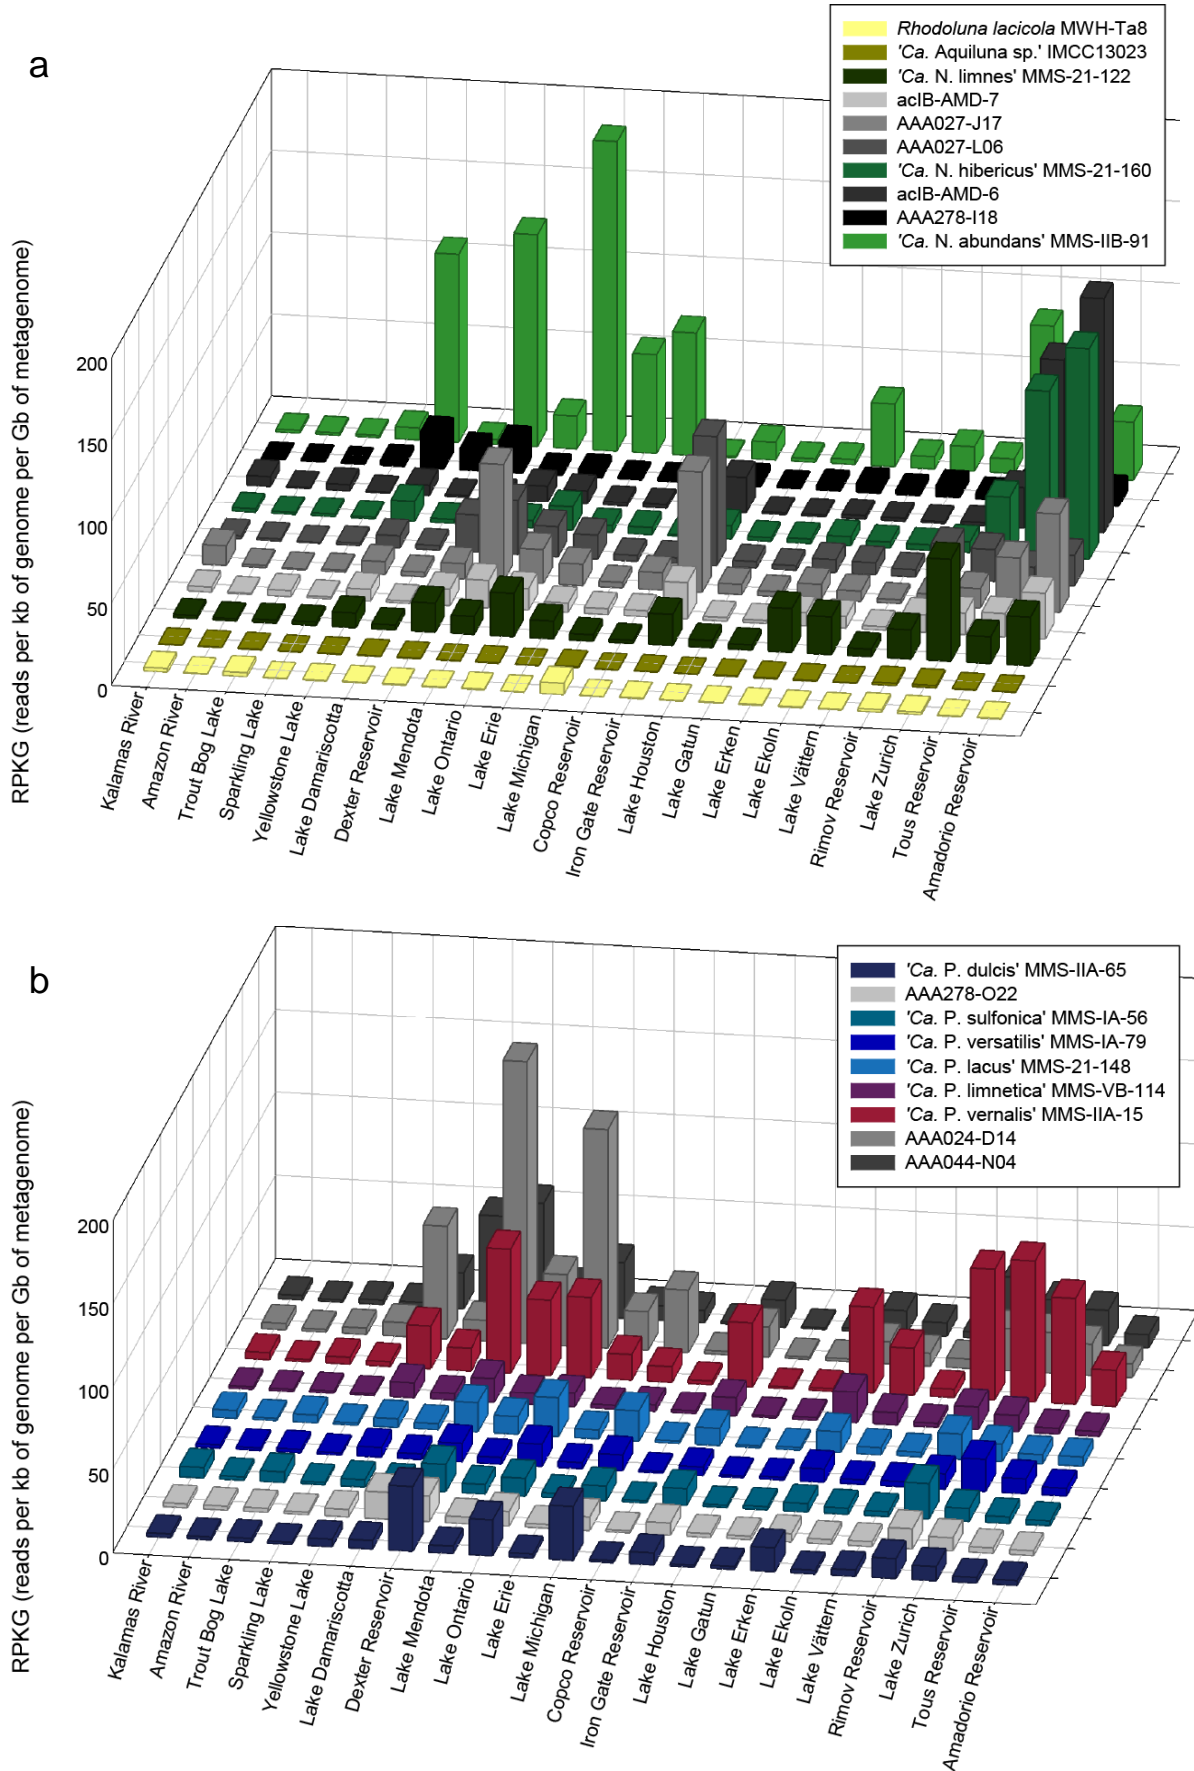 a
Rhodoluna lacicola MWH-Ta8
'Ca. Aquiluna sp.' IMCC13023
'Ca. N. limnes' MMS-21-122
acIB-AMD-7
AAA027-J17
AAA027-L06
'Ca. N. hibericus' MMS-21-160
acIB-AMD-6
AAA278-I18
'Ca. N. abundans' MMS-IIB-91
RPKG (reads per kb of genome per Gb of metagenome)
200
150
100
50
0
Kalamas River
Amazon River
Trout Bog Lake
Sparkling Lake
Yellowstone Lake
Lake Damariscotta
Dexter Reservoir
Lake Mendota
Lake Ontario
Lake Erie
Lake Michigan
Copco Reservoir
Iron Gate Reservoir
Lake Houston
Lake Gatun
Lake Erken
Lake Ekoln
Lake Vättern
Rimov Reservoir
Lake Zurich
Tous Reservoir
Amadorio Reservoir
b
'Ca. P. dulcis' MMS-IIA-65
AAA278-O22
'Ca. P. sulfonica' MMS-IA-56
'Ca. P. versatilis' MMS-IA-79
'Ca. P. lacus' MMS-21-148
'Ca. P. limnetica' MMS-VB-114
'Ca. P. vernalis' MMS-IIA-15
AAA024-D14
AAA044-N04
RPKG (reads per kb of genome per Gb of metagenome)
200
150
100
50
0
Kalamas River
Amazon River
Trout Bog Lake
Sparkling Lake
Yellowstone Lake
Lake Damariscotta
Dexter Reservoir
Lake Mendota
Lake Ontario
Lake Erie
Lake Michigan
Copco Reservoir
Iron Gate Reservoir
Lake Houston
Lake Gatun
Lake Erken
Lake Ekoln
Lake Vättern
Rimov Reservoir
Lake Zurich
Tous Reservoir
Amadorio Reservoir